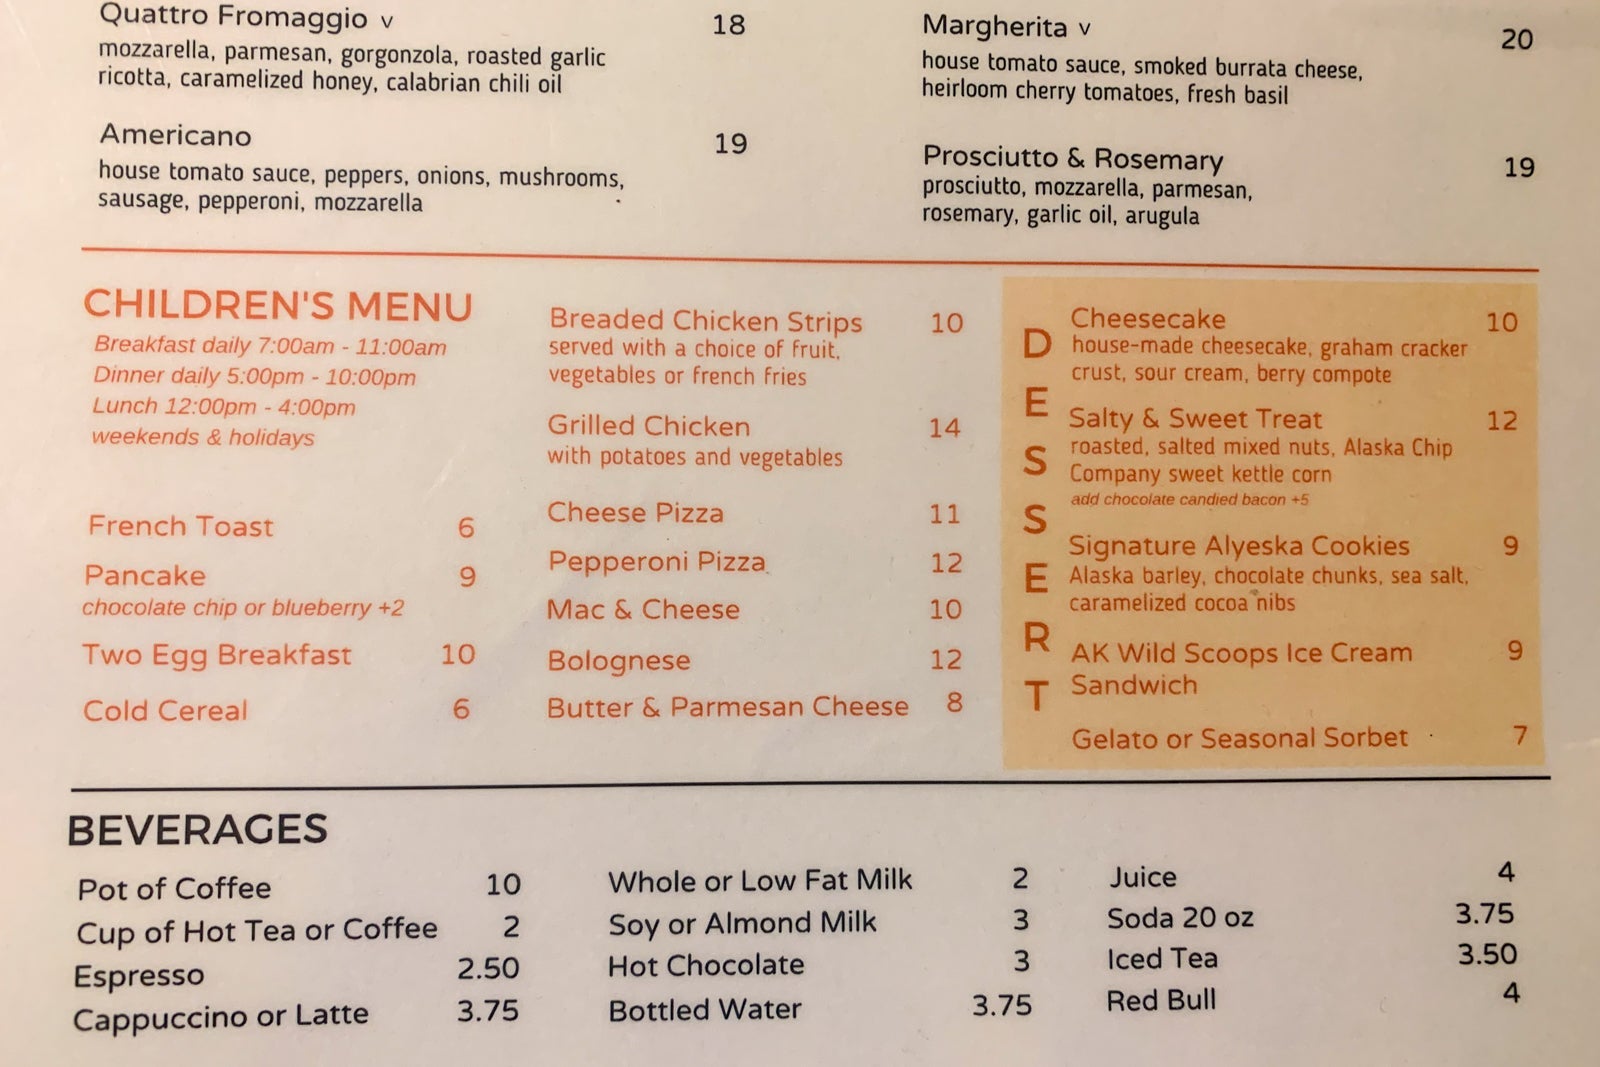 Quattro Fromaggio v 18
mozzarella, parmesan, gorgonzola, roasted garlic
ricotta, caramelized honey, calabrian chili oil
Americano 19
house tomato sauce, peppers, onions, mushrooms,
sausage, pepperoni, mozzarella
Margherita v 20
house tomato sauce, smoked burrata cheese,
heirloom cherry tomatoes, fresh basil
Prosciutto & Rosemary 19
prosciutto, mozzarella, parmesan,
rosemary, garlic oil, arugula
CHILDREN'S MENU
Breakfast daily 7:00am - 11:00am
Dinner daily 5:00pm - 10:00pm
Lunch 12:00pm - 4:00pm
weekends & holidays
French Toast 6
Pancake 9
chocolate chip or blueberry +2
Two Egg Breakfast 10
Cold Cereal 6
Breaded Chicken Strips 10
served with a choice of fruit,
vegetables or french fries
Grilled Chicken 14
with potatoes and vegetables
Cheese Pizza 11
Pepperoni Pizza 12
Mac & Cheese 10
Bolognese 12
Butter & Parmesan Cheese 8
DESSERT
Cheesecake 10
house-made cheesecake, graham cracker
crust, sour cream, berry compote
Salty & Sweet Treat 12
roasted, salted mixed nuts, Alaska Chip
Company sweet kettle corn
add chocolate candied bacon +5
Signature Alyeska Cookies 9
Alaska barley, chocolate chunks, sea salt,
caramelized cocoa nibs
AK Wild Scoops Ice Cream 9
Sandwich
Gelato or Seasonal Sorbet 7
BEVERAGES
Pot of Coffee 10
Cup of Hot Tea or Coffee 2
Espresso 2.50
Cappuccino or Latte 3.75
Whole or Low Fat Milk 2
Soy or Almond Milk 3
Hot Chocolate 3
Bottled Water 3.75
Juice 4
Soda 20 oz 3.75
Iced Tea 3.50
Red Bull 4